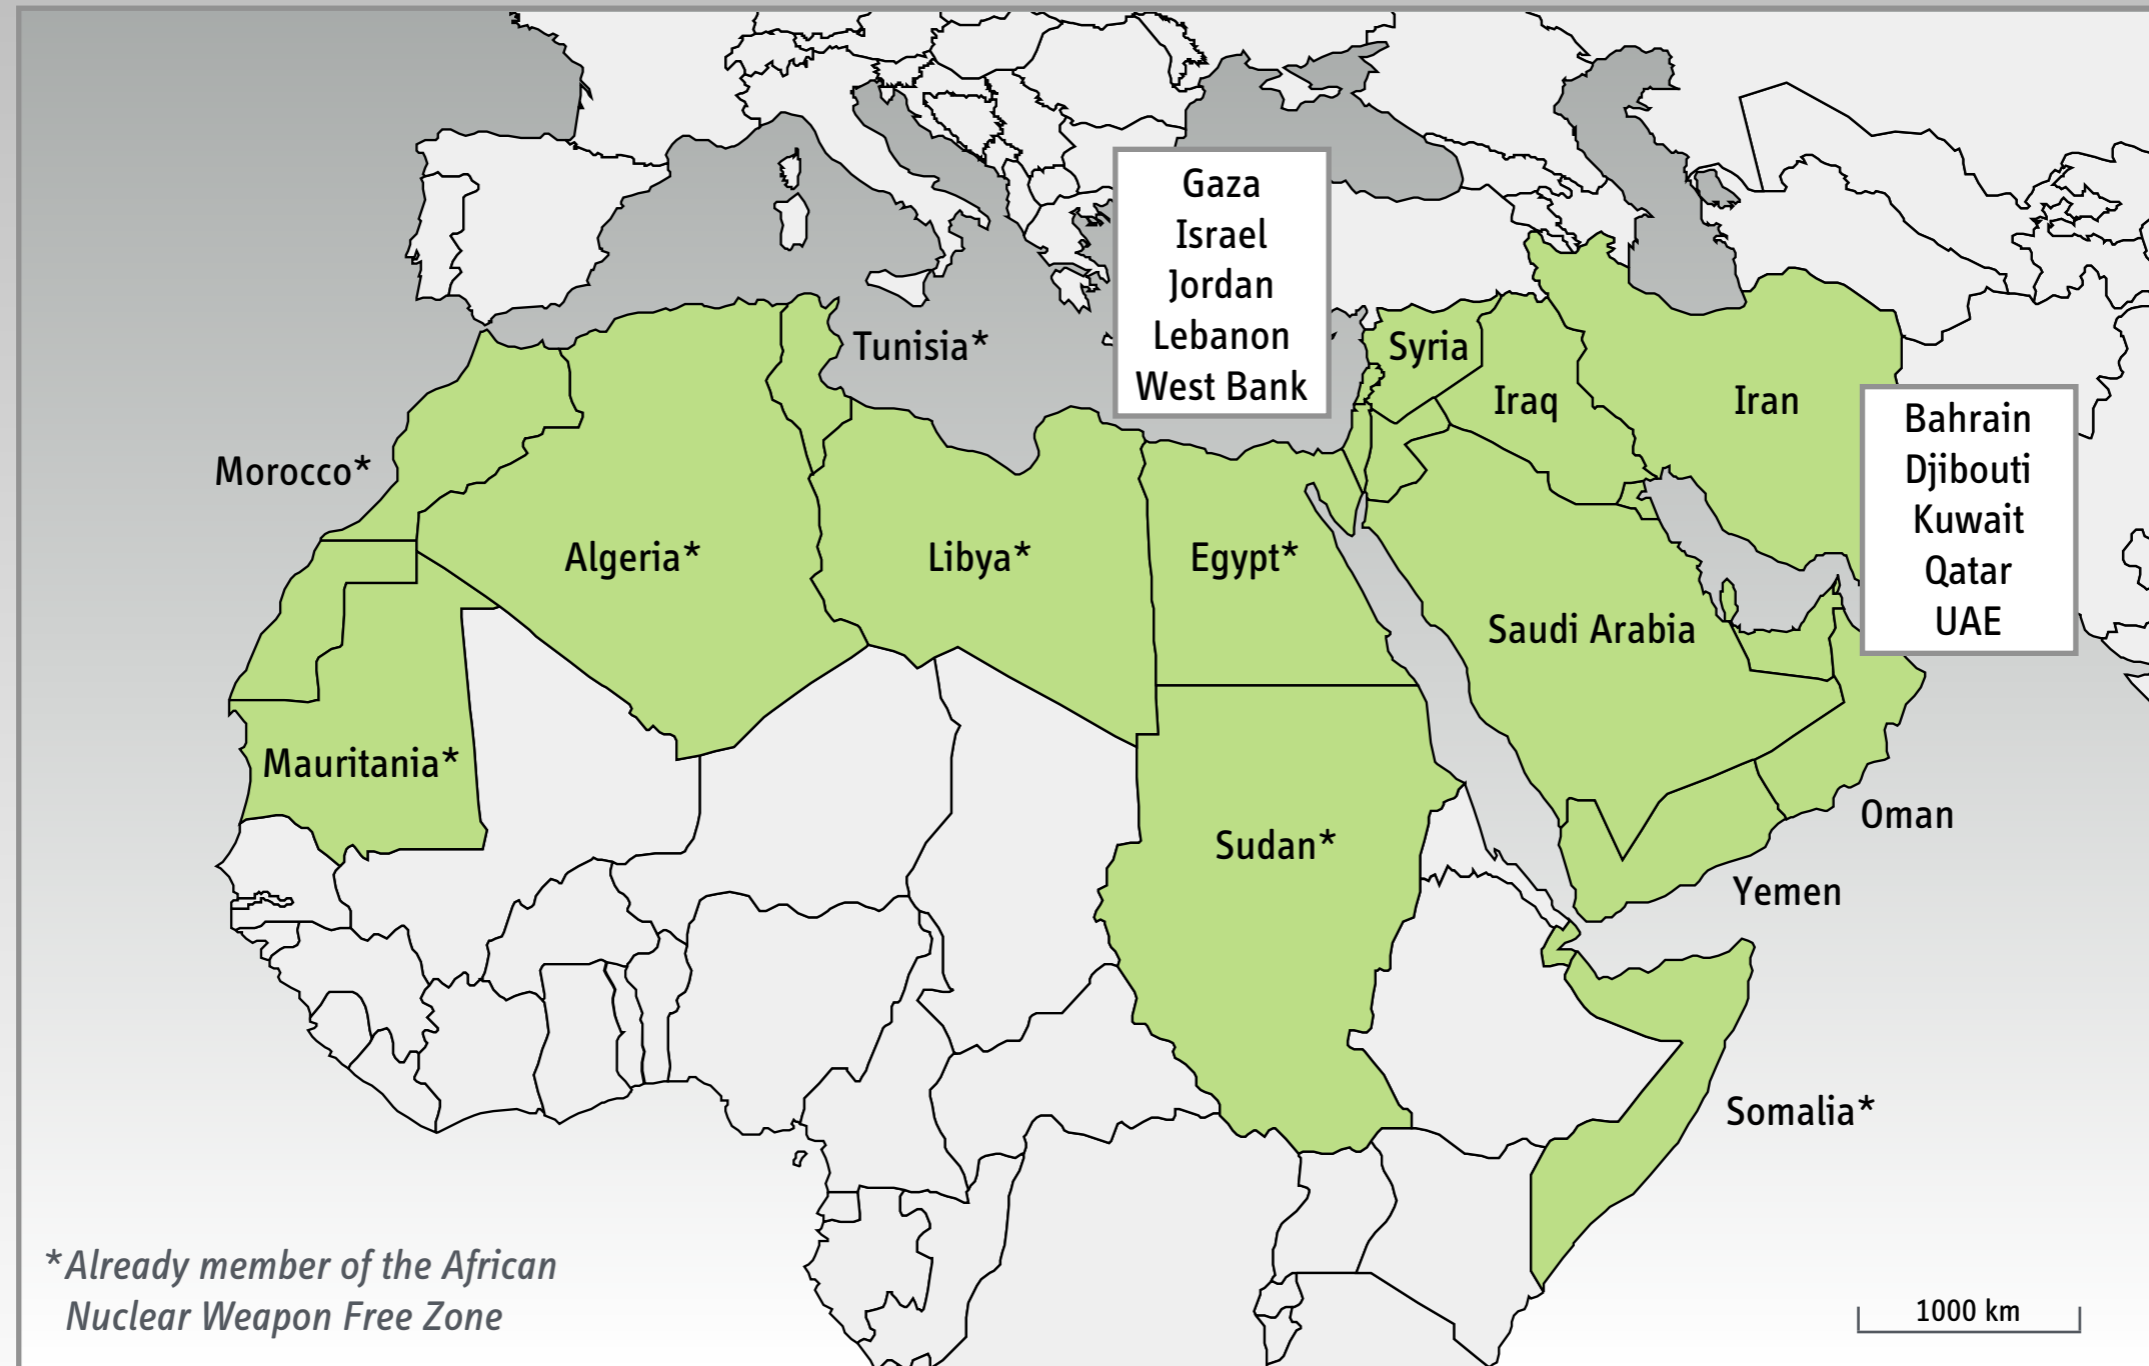 Gaza
Israel
Jordan
Lebanon
West Bank
Tunisia*
Syria
Iraq
Iran
Bahrain
Djibouti
Kuwait
Qatar
UAE
Morocco*
Algeria*
Libya*
Egypt*
Saudi Arabia
Mauritania*
Sudan*
Oman
Yemen
Somalia*
*Already member of the African
Nuclear Weapon Free Zone
1000 km